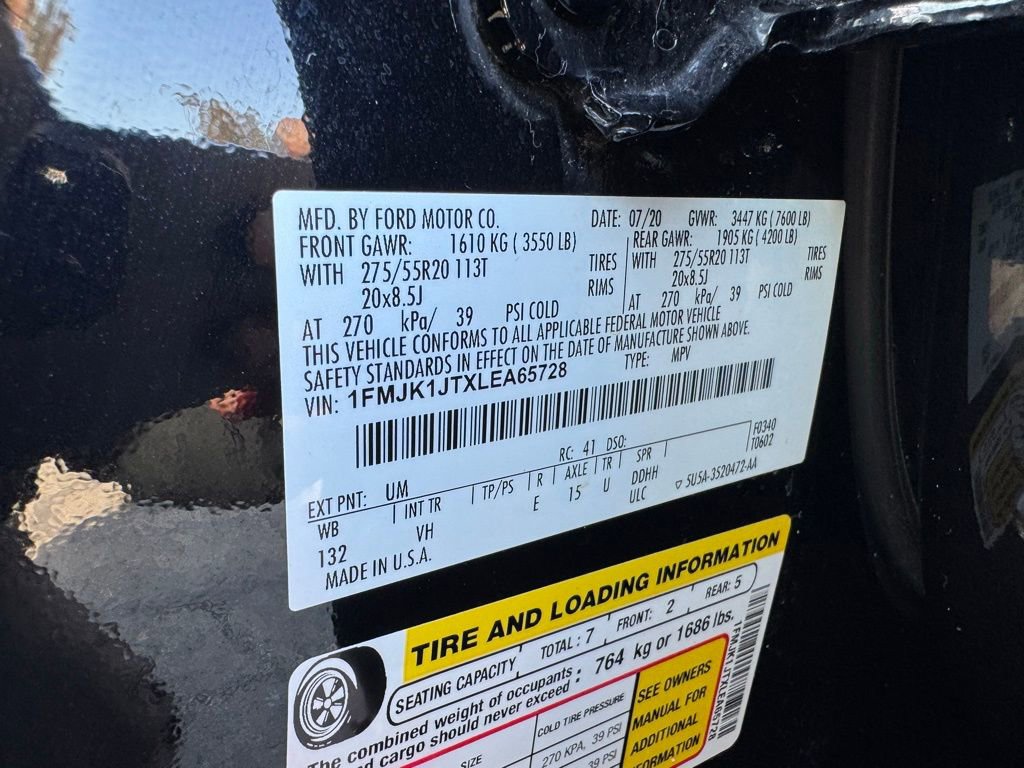 MFD. BY FORD MOTOR CO. DATE: 07/20 GVWR: 3447 KG ( 7600 LB)
FRONT GAWR: 1610 KG ( 3550 LB) REAR GAWR: 1905 KG ( 4200 LB)
WITH 275/55R20 113T TIRES WITH 275/55R20 113T TIRES
20x8.5J RIMS 20x8.5J RIMS
AT 270 kPa/ 39 PSI COLD AT 270 kPa/ 39 PSI COLD
THIS VEHICLE CONFORMS TO ALL APPLICABLE FEDERAL MOTOR VEHICLE
SAFETY STANDARDS IN EFFECT ON THE DATE OF MANUFACTURE SHOWN ABOVE.
VIN: 1FMJK1JTXLEA65728 TYPE: MPV
F0340
T0602
EXT PNT: UM RC: 41 DSO:
WB INT TR TP/PS R AXLE TR SPR
132 VH E 15 U DDHH
ULC ▽ 5U5A-3520472-AA
MADE IN U.S.A.
TIRE AND LOADING INFORMATION
SEATING CAPACITY TOTAL: 7 FRONT: 2 REAR: 5
The combined weight of occupants
and cargo should never exceed : 764 kg or 1686 lbs.
SIZE COLD TIRE PRESSURE
270 KPA, 39 PSI
39 PSI
SEE OWNERS
MANUAL FOR
ADDITIONAL
INFORMATION
1FMJK1JTXLEA65728